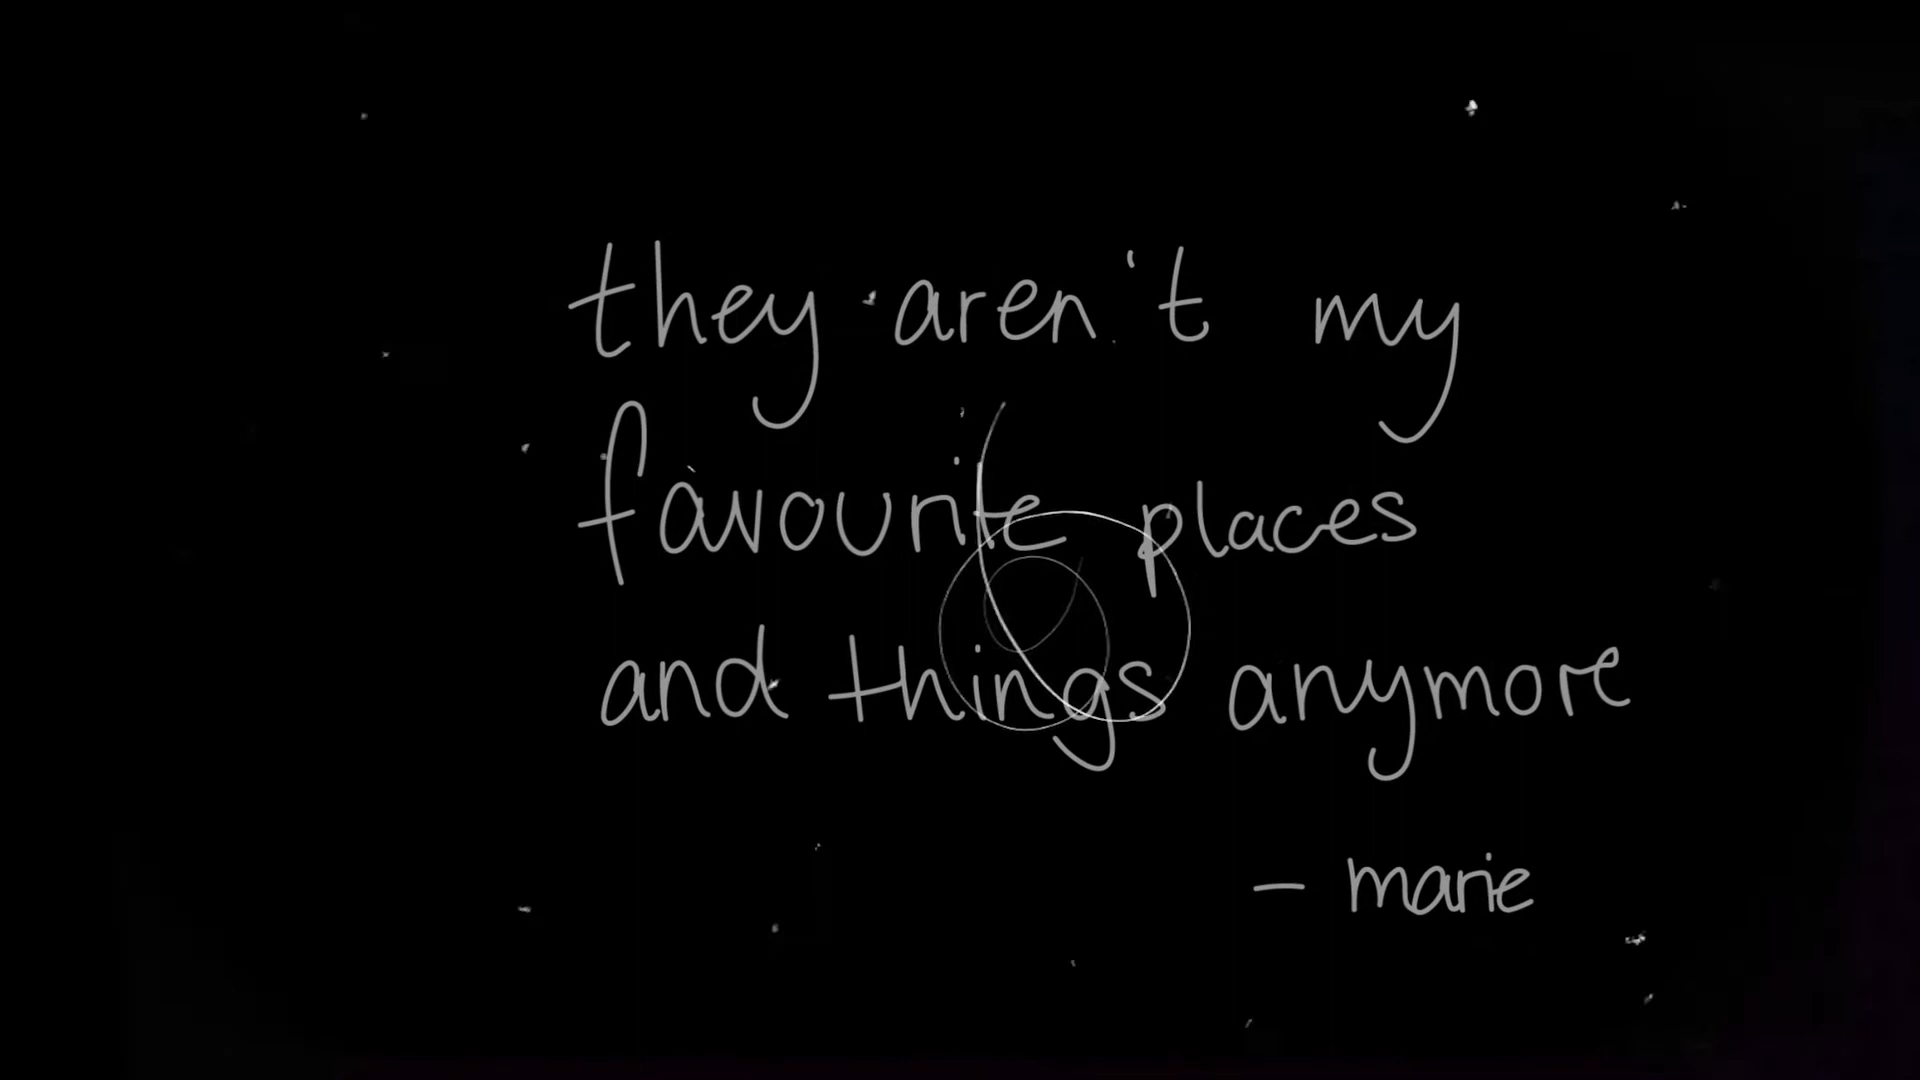 they aren't my
favourite places
and things anymore
— marie